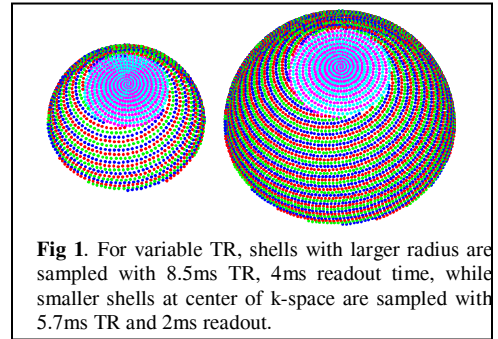 Fig 1. For variable TR, shells with larger radius are
sampled with 8.5ms TR, 4ms readout time, while
smaller shells at center of k-space are sampled with
5.7ms TR and 2ms readout.